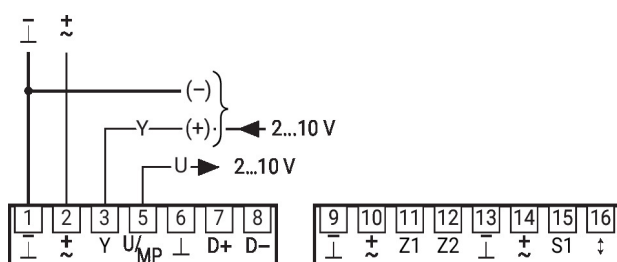 − +
⊥ ~
(−)
Y (+) 2...10 V
U 2...10 V
1 2 3 5 6 7 8 9 10 11 12 13 14 15 16
⊥ + ~ Y U/MP ⊥ D+ D− ⊥ + ~ Z1 Z2 ⊥ + ~ S1 ↕